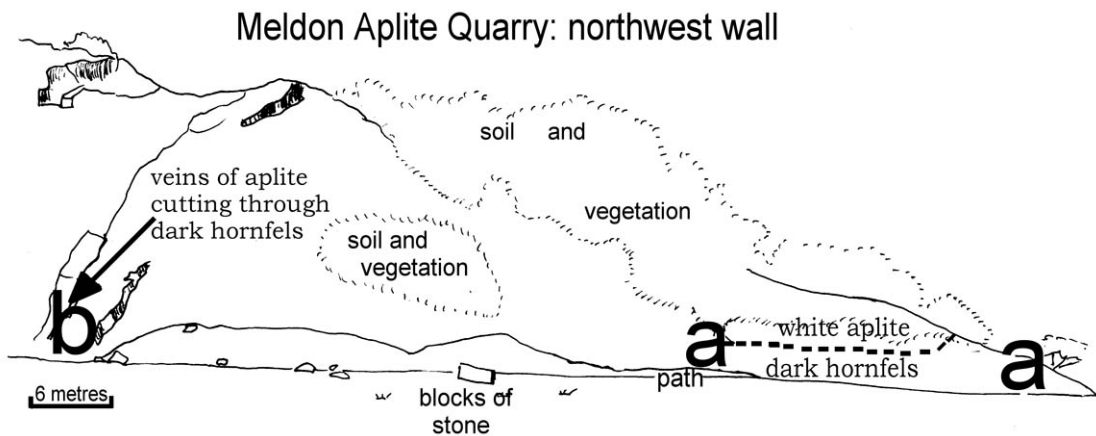 Meldon Aplite Quarry: northwest wall
soil and
veins of aplite
cutting through
dark hornfels
vegetation
soil and
vegetation
b
a
white aplite
a
dark hornfels
path
6 metres
blocks of
stone